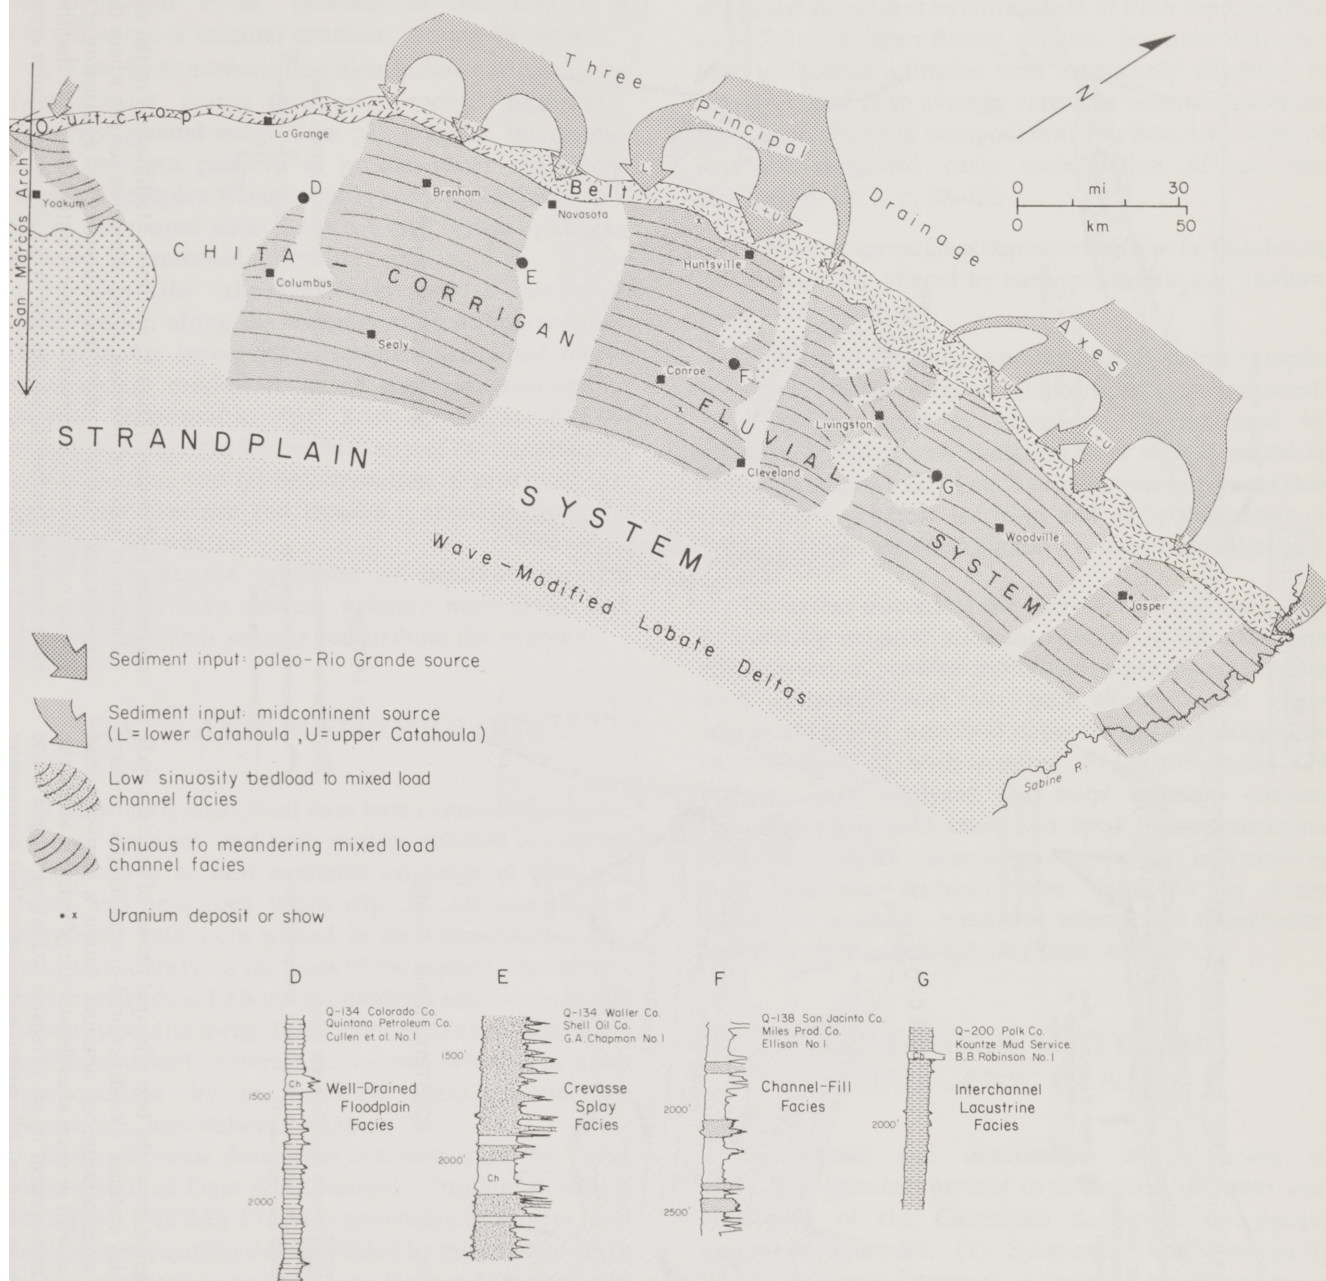 Three
Principal
Drainage
Axes
N
0 mi 30
0 km 50
Outcrop
Belt
La Grange
San Marcos Arch
Yoakum
D
Brenham
Navasota
Columbus
E
Sealy
Huntsville
Conroe
F
Livingston
Cleveland
G
Woodville
Jasper
L
L+U
L+U
L
L+U
L+U
CHITA – CORRIGAN
FLUVIAL
SYSTEM
STRANDPLAIN
SYSTEM
Wave-Modified Lobate Deltas
Sabine R.
Sediment input: paleo-Rio Grande source
Sediment input: midcontinent source
(L=lower Catahoula, U=upper Catahoula)
Low sinuosity bedload to mixed load
channel facies
Sinuous to meandering mixed load
channel facies
• x Uranium deposit or show
D
Q-134 Colorado Co.
Quintana Petroleum Co.
Cullen et.al. No.1
Ch
1500'
Well-Drained
Floodplain
Facies
2000'
E
Q-134 Waller Co.
Shell Oil Co.
G.A. Chapman No.1
1500'
Crevasse
Splay
Facies
2000'
Ch
F
Q-138 San Jacinto Co.
Miles Prod. Co.
Ellison No.1
Channel-Fill
Facies
2000'
2500'
G
Q-200 Polk Co.
Kountze Mud Service
B.B. Robinson No.1
Ch
Interchannel
Lacustrine
Facies
2000'